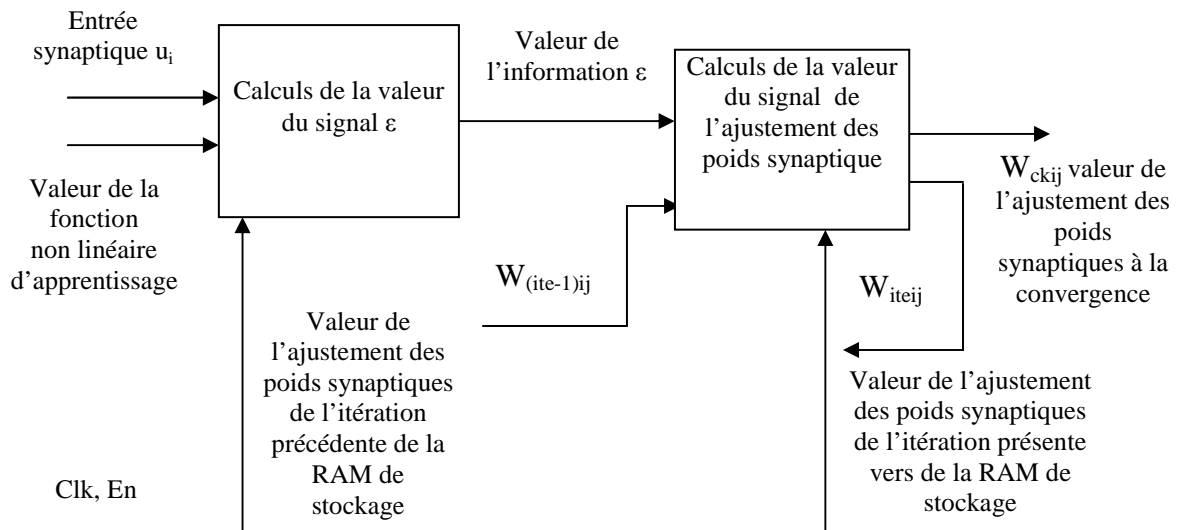 Entrée
synaptique ui
Valeur de la
fonction
non linéaire
d’apprentissage
Calculs de la valeur
du signal ε
Valeur de
l’information ε
Calculs de la valeur
du signal de
l’ajustement des
poids synaptique
Wckij valeur de
l’ajustement des
poids
synaptiques à la
convergence
W(ite-1)ij
Witeij
Valeur de
l’ajustement des
poids synaptiques
de l’itération
précédente de la
RAM de
stockage
Valeur de l’ajustement
des poids synaptiques
de l’itération présente
vers de la RAM de
stockage
Clk, En